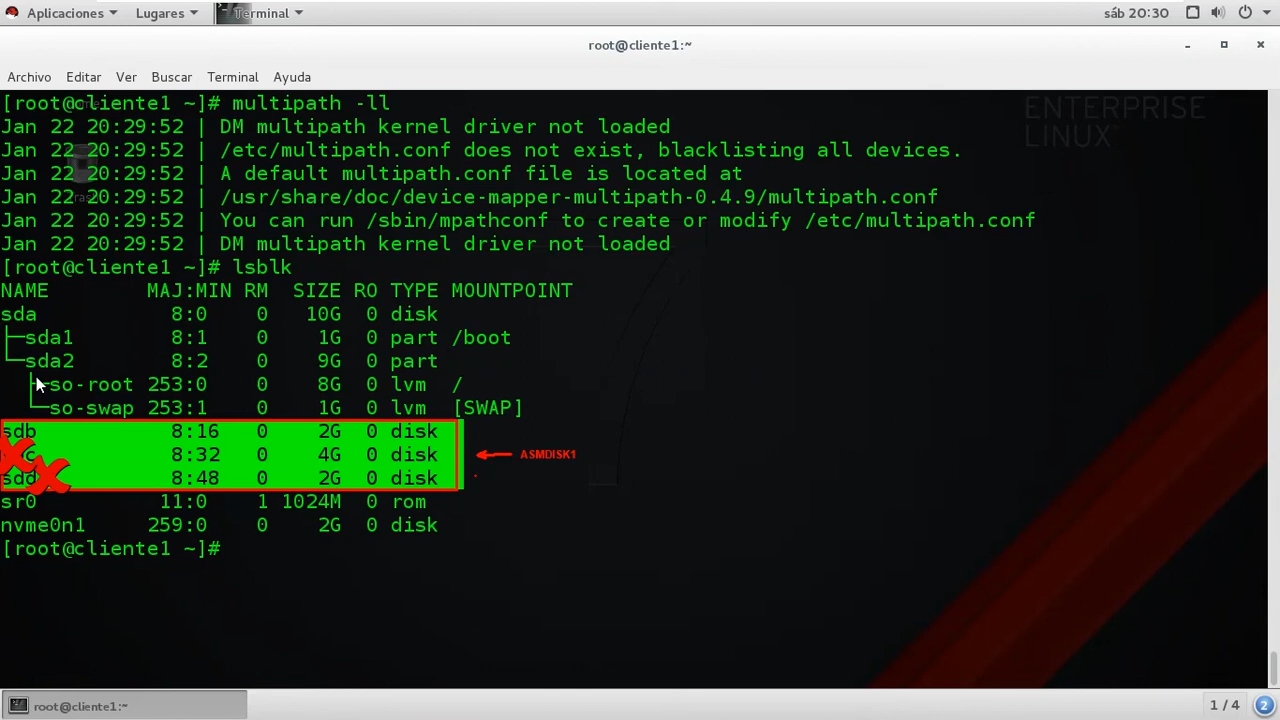 Aplicaciones Lugares Terminal sáb 20:30
root@cliente1:~
Archivo Editar Ver Buscar Terminal Ayuda
[root@cliente1 ~]# multipath -ll
Jan 22 20:29:52 | DM multipath kernel driver not loaded
Jan 22 20:29:52 | /etc/multipath.conf does not exist, blacklisting all devices.
Jan 22 20:29:52 | A default multipath.conf file is located at
Jan 22 20:29:52 | /usr/share/doc/device-mapper-multipath-0.4.9/multipath.conf
Jan 22 20:29:52 | You can run /sbin/mpathconf to create or modify /etc/multipath.conf
Jan 22 20:29:52 | DM multipath kernel driver not loaded
[root@cliente1 ~]# lsblk
NAME MAJ:MIN RM SIZE RO TYPE MOUNTPOINT
sda 8:0 0 10G 0 disk
├─sda1 8:1 0 1G 0 part /boot
└─sda2 8:2 0 9G 0 part
├─so-root 253:0 0 8G 0 lvm /
└─so-swap 253:1 0 1G 0 lvm [SWAP]
sdb 8:16 0 2G 0 disk
8:32 0 4G 0 disk ASMDISK1
sdd 8:48 0 2G 0 disk
sr0 11:0 1 1024M 0 rom
nvme0n1 259:0 0 2G 0 disk
[root@cliente1 ~]#
ENTERPRISE
LINUX
root@cliente1:~ 1 / 4 2